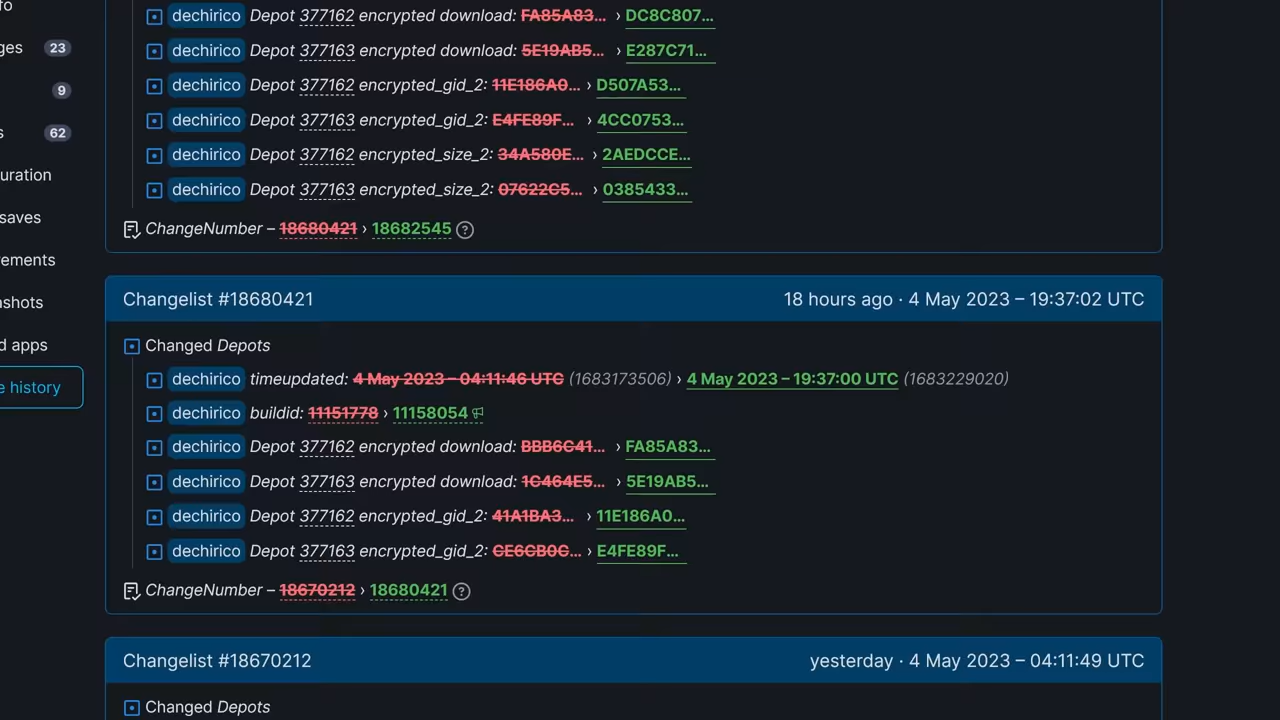 fo
dechirico Depot 377162 encrypted download: FA85A83... › DC8C807...
ges 23
dechirico Depot 377163 encrypted download: 5E19AB5... › E287C71...
9
dechirico Depot 377162 encrypted_gid_2: 11E186A0... › D507A53...
s 62
dechirico Depot 377163 encrypted_gid_2: E4FE89F... › 4CC0753...
dechirico Depot 377162 encrypted_size_2: 34A580E... › 2AEDCCE...
uration
dechirico Depot 377163 encrypted_size_2: 07622C5... › 0385433...
saves
ChangeNumber – 18680421 › 18682545 ?
ements
shots
Changelist #18680421 18 hours ago · 4 May 2023 – 19:37:02 UTC
d apps
Changed Depots
e history
dechirico timeupdated: 4 May 2023 – 04:11:46 UTC (1683173506) › 4 May 2023 – 19:37:00 UTC (1683229020)
dechirico buildid: 11151778 › 11158054
dechirico Depot 377162 encrypted download: BBB6C41... › FA85A83...
dechirico Depot 377163 encrypted download: 1C464E5... › 5E19AB5...
dechirico Depot 377162 encrypted_gid_2: 41A1BA3... › 11E186A0...
dechirico Depot 377163 encrypted_gid_2: CE6CB0C... › E4FE89F...
ChangeNumber – 18670212 › 18680421 ?
Changelist #18670212 yesterday · 4 May 2023 – 04:11:49 UTC
Changed Depots